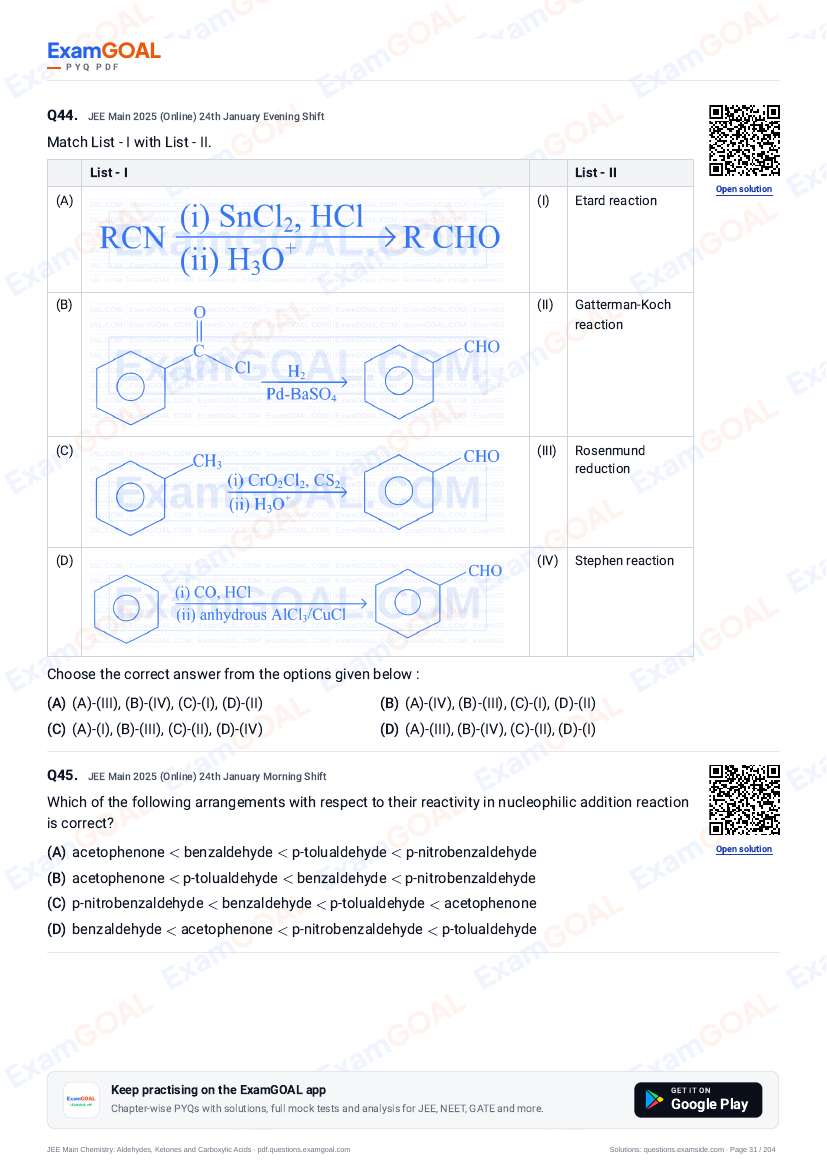 ExamGOAL
PYQ PDF
Q44. JEE Main 2025 (Online) 24th January Evening Shift
Open solution
Match List - I with List - II.
List - I List - II
(A) RCN (i) SnCl₂, HCl (ii) H₃O⁺ → R CHO (I) Etard reaction
(B) O C Cl H₂ Pd-BaSO₄ CHO (II) Gatterman-Koch
reaction
(C) CH₃ (i) CrO₂Cl₂, CS₂ (ii) H₃O⁺ CHO (III) Rosenmund
reduction
(D) (i) CO, HCl (ii) anhydrous AlCl₃/CuCl CHO (IV) Stephen reaction
Choose the correct answer from the options given below :
(A) (A)-(III), (B)-(IV), (C)-(I), (D)-(II) (B) (A)-(IV), (B)-(III), (C)-(I), (D)-(II)
(C) (A)-(I), (B)-(III), (C)-(II), (D)-(IV) (D) (A)-(III), (B)-(IV), (C)-(II), (D)-(I)
Q45. JEE Main 2025 (Online) 24th January Morning Shift
Open solution
Which of the following arrangements with respect to their reactivity in nucleophilic addition reaction
is correct?
(A) acetophenone < benzaldehyde < p-tolualdehyde < p-nitrobenzaldehyde
(B) acetophenone < p-tolualdehyde < benzaldehyde < p-nitrobenzaldehyde
(C) p-nitrobenzaldehyde < benzaldehyde < p-tolualdehyde < acetophenone
(D) benzaldehyde < acetophenone < p-nitrobenzaldehyde < p-tolualdehyde
ExamGOAL
Keep practising on the ExamGOAL app
Chapter-wise PYQs with solutions, full mock tests and analysis for JEE, NEET, GATE and more.
GET IT ON
Google Play
JEE Main Chemistry: Aldehydes, Ketones and Carboxylic Acids · pdf.questions.examgoal.com Solutions: questions.examside.com · Page 31 / 204